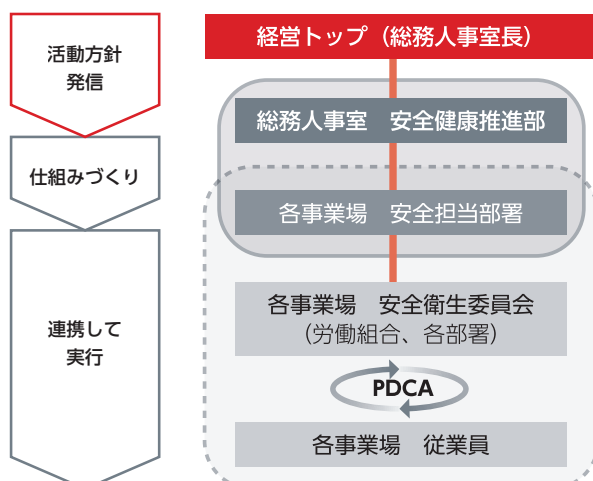 活動方針
発信
経営トップ（総務人事室長）
総務人事室　安全健康推進部
仕組みづくり
各事業場　安全担当部署
連携して
実行
各事業場　安全衛生委員会
（労働組合、各部署）
PDCA
各事業場　従業員